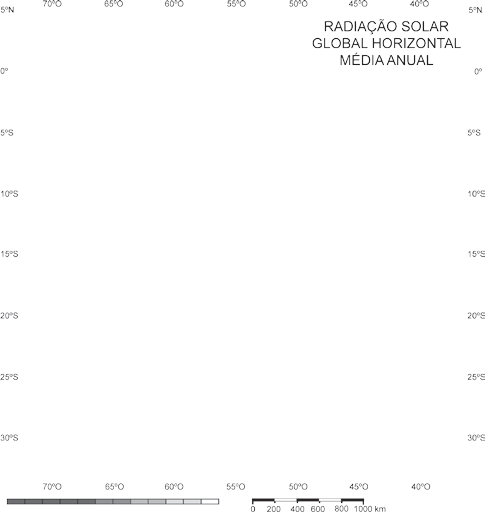 70ºO 65ºO 60ºO 55ºO 50ºO 45ºO 40ºO
5ºN 5ºN
RADIAÇÃO SOLAR
GLOBAL HORIZONTAL
MÉDIA ANUAL
0º 0º
5ºS 5ºS
10ºS 10ºS
15ºS 15ºS
20ºS 20ºS
25ºS 25ºS
30ºS 30ºS
70ºO 65ºO 60ºO 55ºO 50ºO 45ºO 40ºO
0 200 400 600 800 1000 km